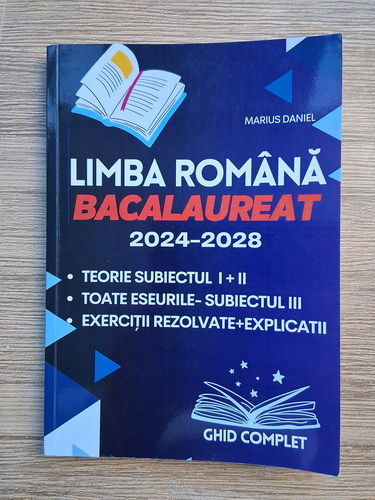 MARIUS DANIEL
LIMBA ROMÂNĂ
BACALAUREAT
2024-2028
• TEORIE SUBIECTUL I + II
• TOATE ESEURILE- SUBIECTUL III
• EXERCIȚII REZOLVATE+EXPLICATII
GHID COMPLET